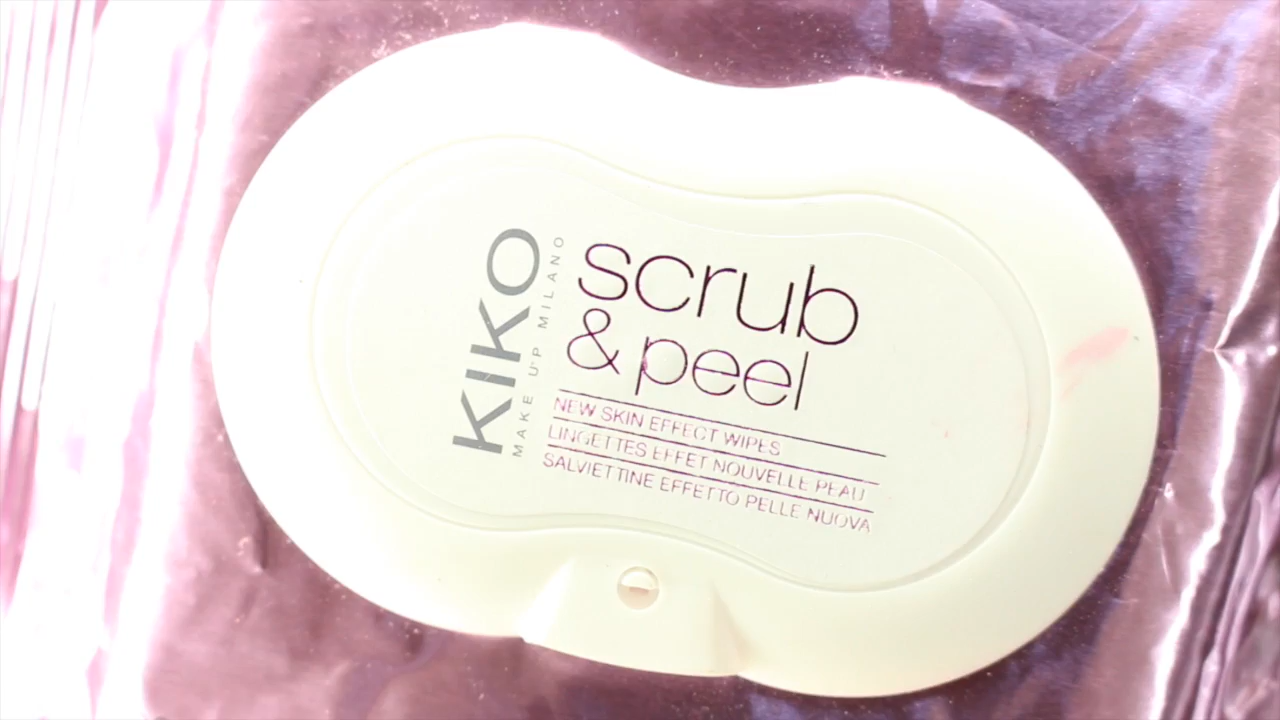 KIKO
MAKE UP MILANO
scrub
& peel
NEW SKIN EFFECT WIPES
LINGETTES EFFET NOUVELLE PEAU
SALVIETTINE EFFETTO PELLE NUOVA